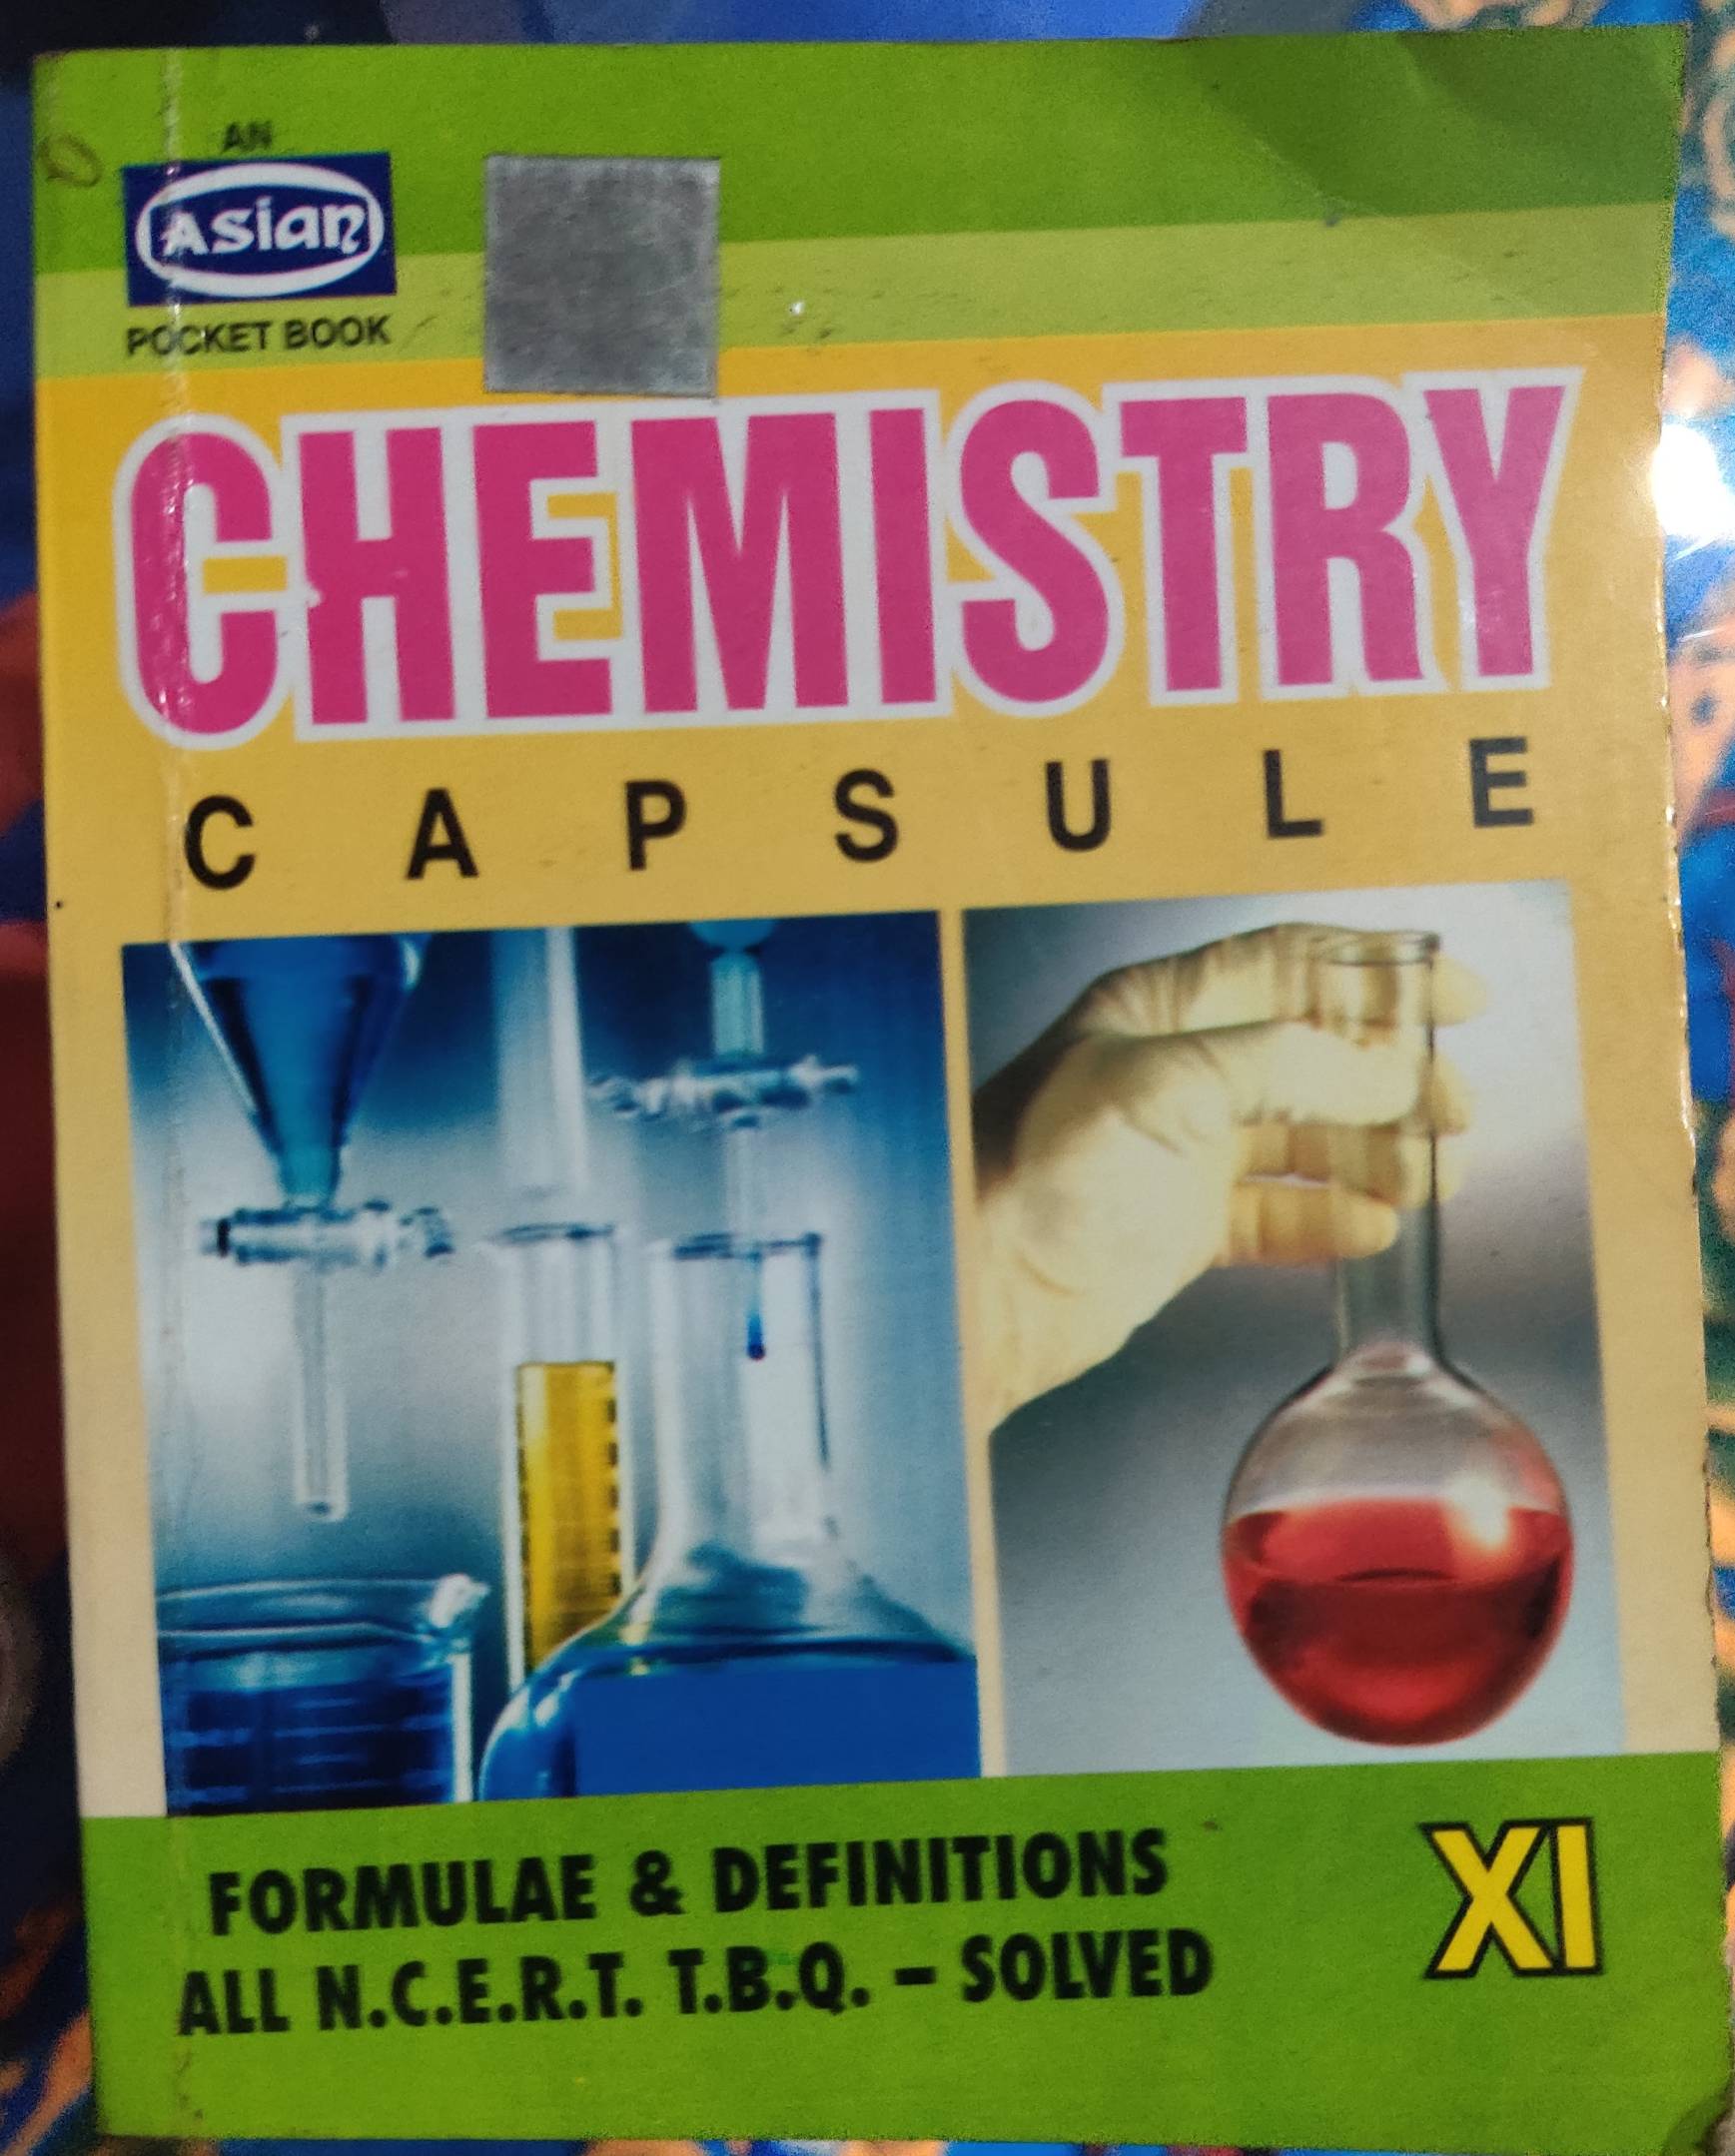 AN
ASian
POCKET BOOK
CHEMISTRY
CAPSULE
FORMULAE & DEFINITIONS
ALL N.C.E.R.T. T.B.Q. – SOLVED
XI